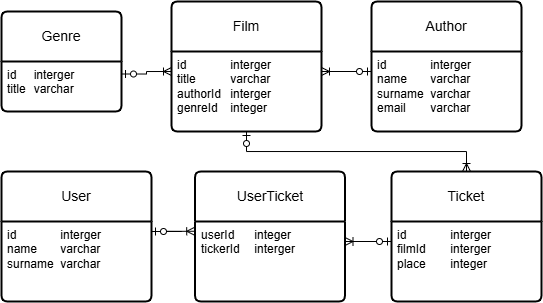 Genre
id interger
title varchar
Film
id interger
title varchar
authorId interger
genreId integer
Author
id interger
name varchar
surname varchar
email varchar
User
id interger
name varchar
surname varchar
UserTicket
userId integer
tickerId interger
Ticket
id interger
filmId interger
place integer